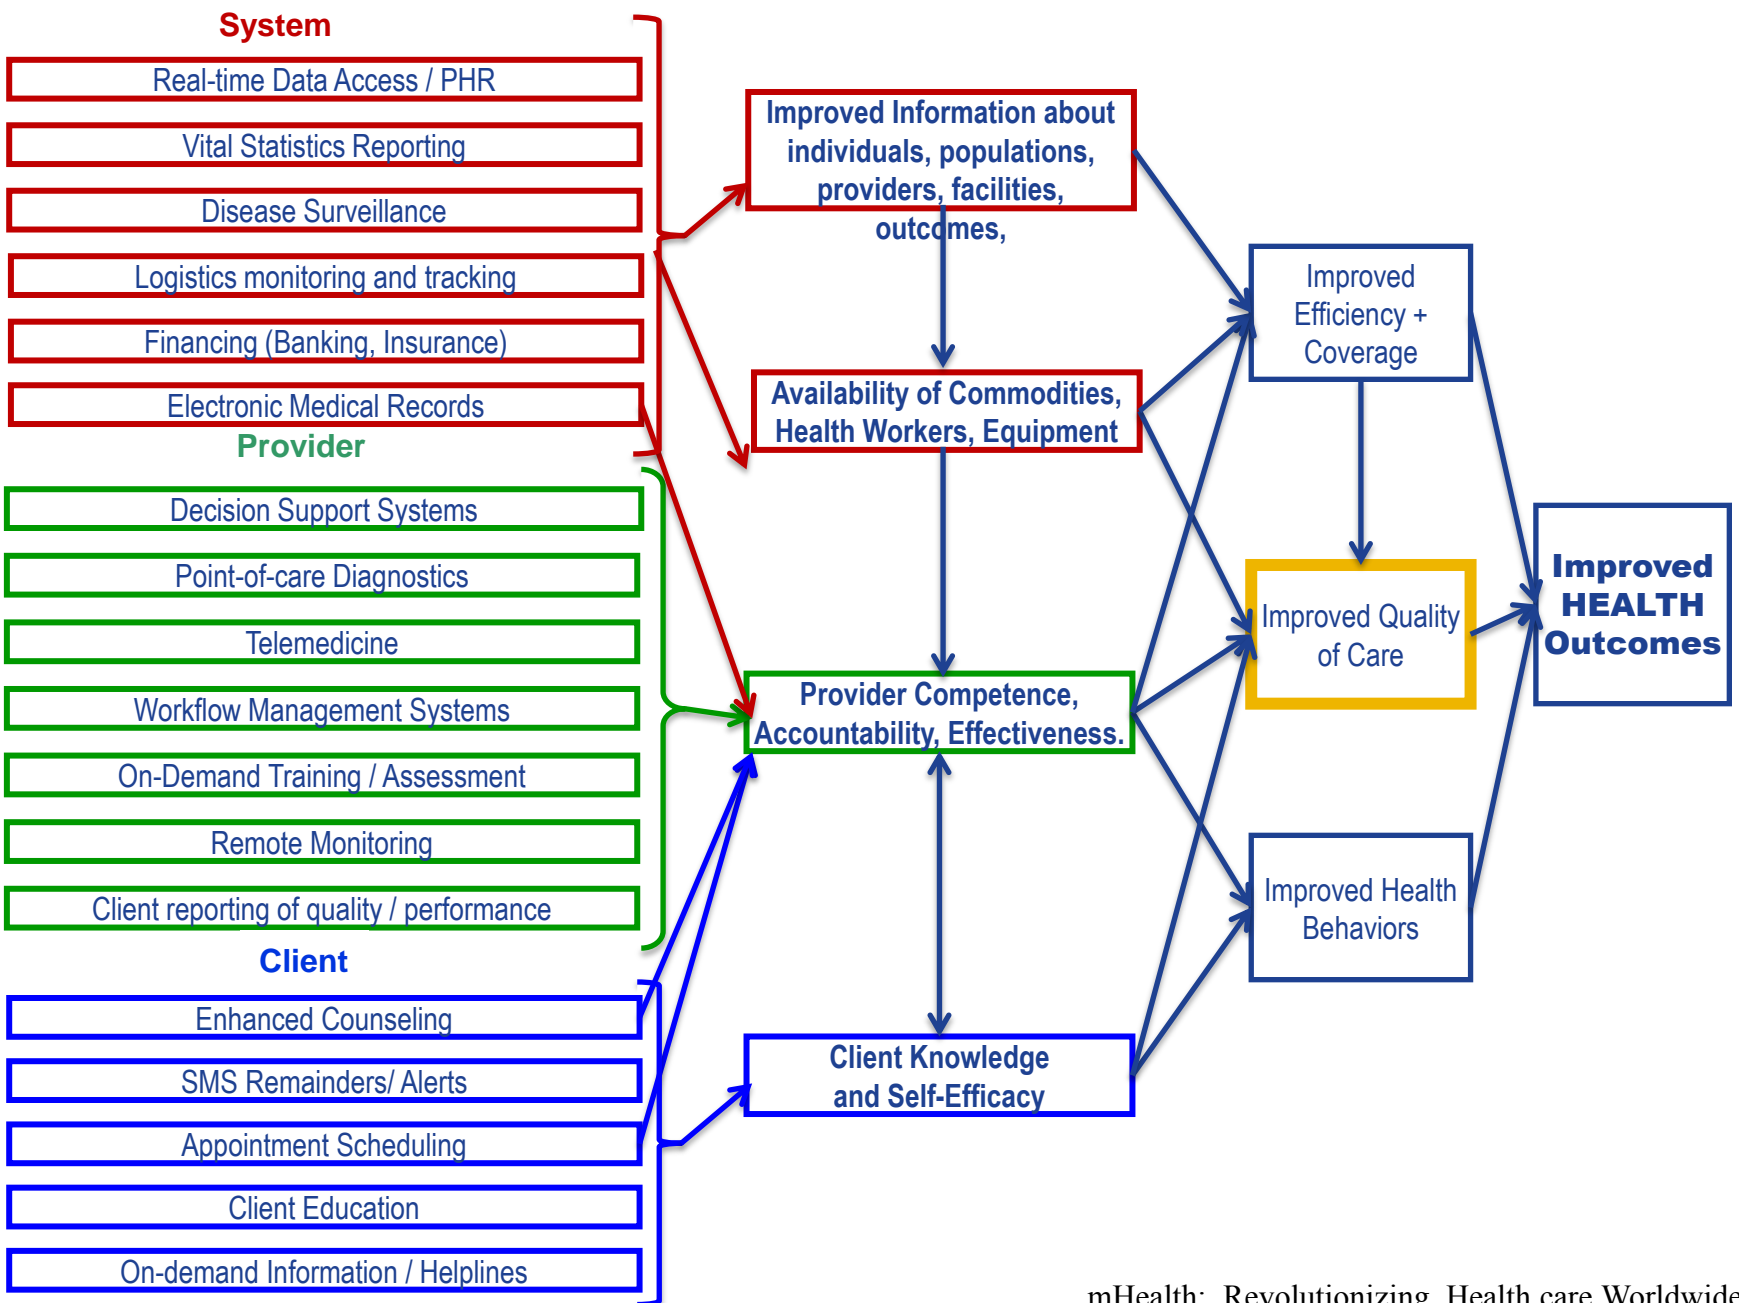 System
Real-time Data Access / PHR
Vital Statistics Reporting
Disease Surveillance
Logistics monitoring and tracking
Financing (Banking, Insurance)
Electronic Medical Records
Provider
Decision Support Systems
Point-of-care Diagnostics
Telemedicine
Workflow Management Systems
On-Demand Training / Assessment
Remote Monitoring
Client reporting of quality / performance
Client
Enhanced Counseling
SMS Remainders/ Alerts
Appointment Scheduling
Client Education
On-demand Information / Helplines
Improved Information about
individuals, populations,
providers, facilities,
outcomes,
Availability of Commodities,
Health Workers, Equipment
Provider Competence,
Accountability, Effectiveness.
Client Knowledge
and Self-Efficacy
Improved
Efficiency +
Coverage
Improved Quality
of Care
Improved Health
Behaviors
Improved
HEALTH
Outcomes
mHealth: Revolutionizing Health care Worldwide